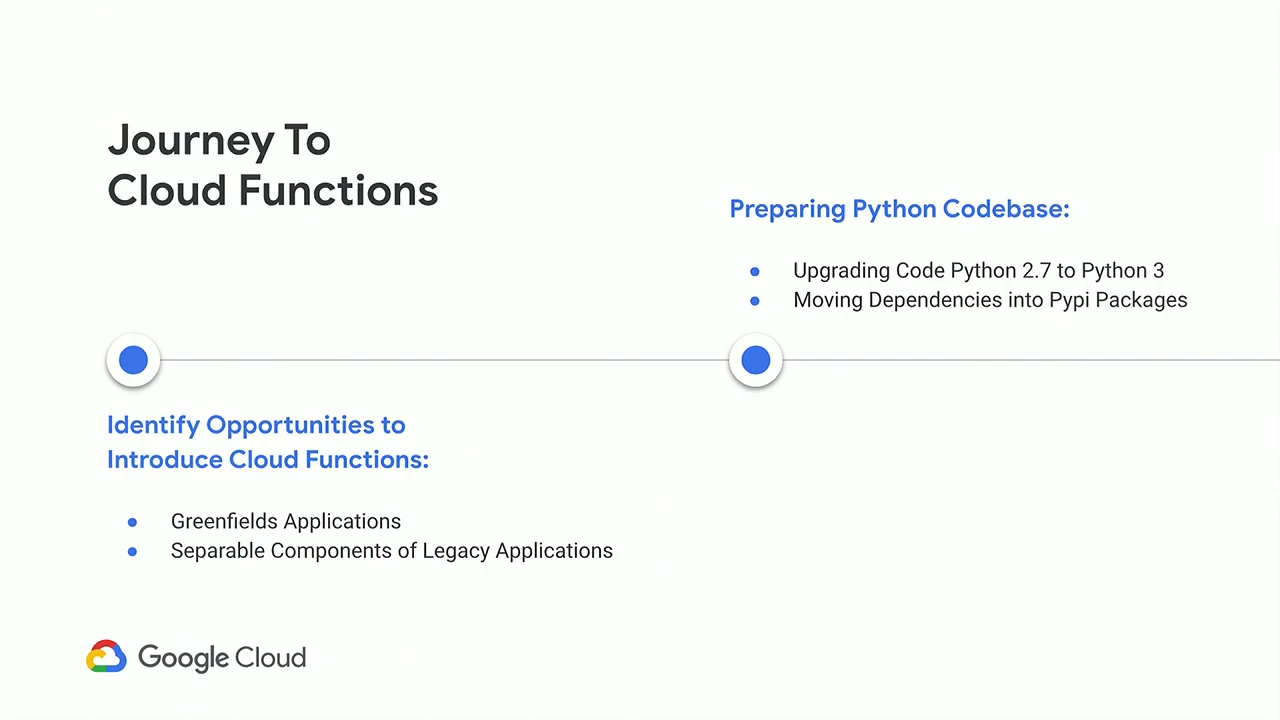 Journey To
Cloud Functions
Preparing Python Codebase:
Upgrading Code Python 2.7 to Python 3
Moving Dependencies into Pypi Packages
Identify Opportunities to
Introduce Cloud Functions:
Greenfields Applications
Separable Components of Legacy Applications
Google Cloud